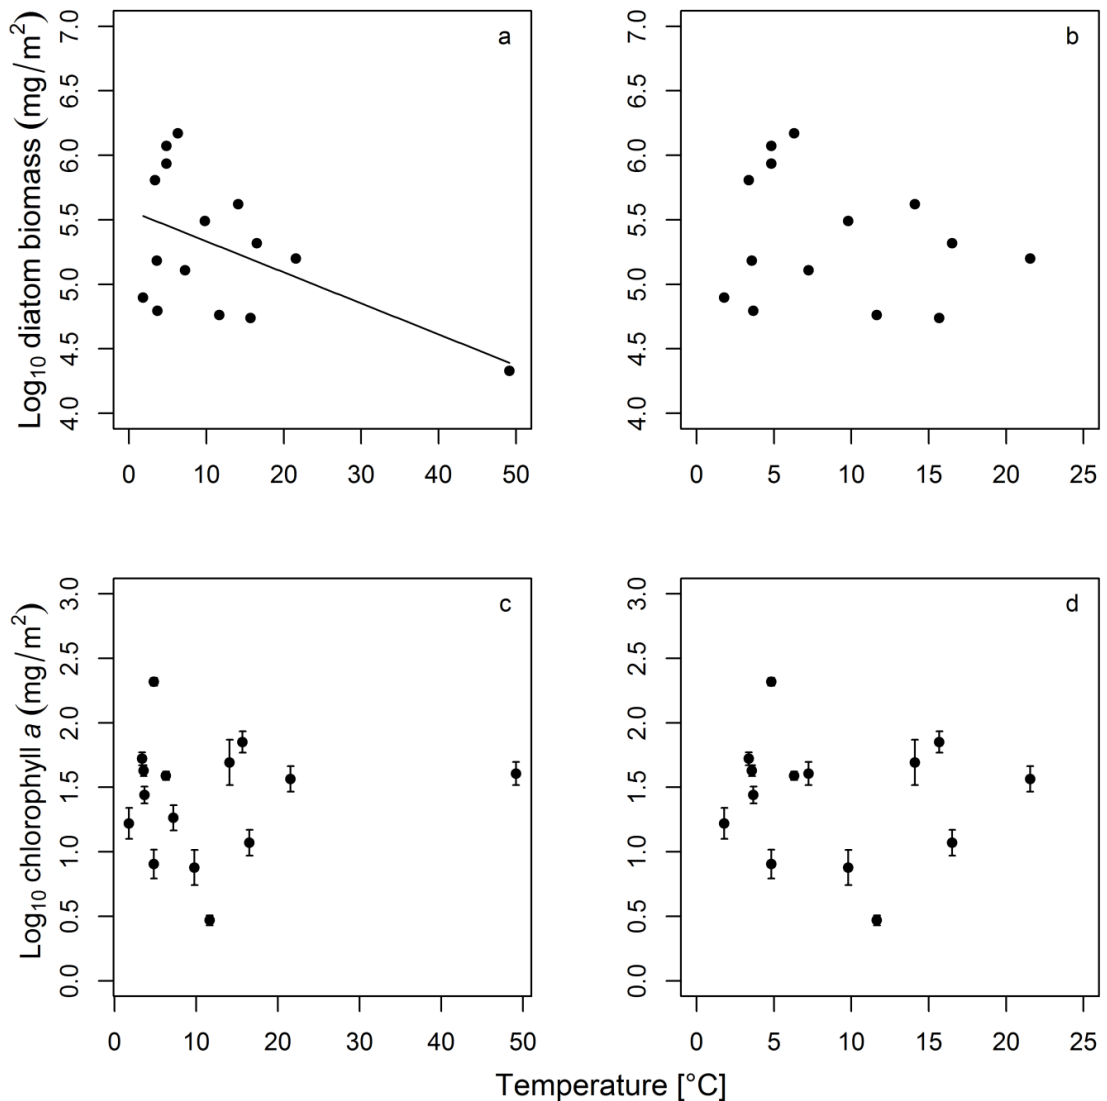 a
Log10 diatom biomass (mg/m2)
7.0
6.5
6.0
5.5
5.0
4.5
4.0
0 10 20 30 40 50
b
7.0
6.5
6.0
5.5
5.0
4.5
4.0
0 5 10 15 20 25
c
Log10 chlorophyll a (mg/m2)
3.0
2.5
2.0
1.5
1.0
0.5
0.0
0 10 20 30 40 50
d
3.0
2.5
2.0
1.5
1.0
0.5
0.0
0 5 10 15 20 25
Temperature [°C]